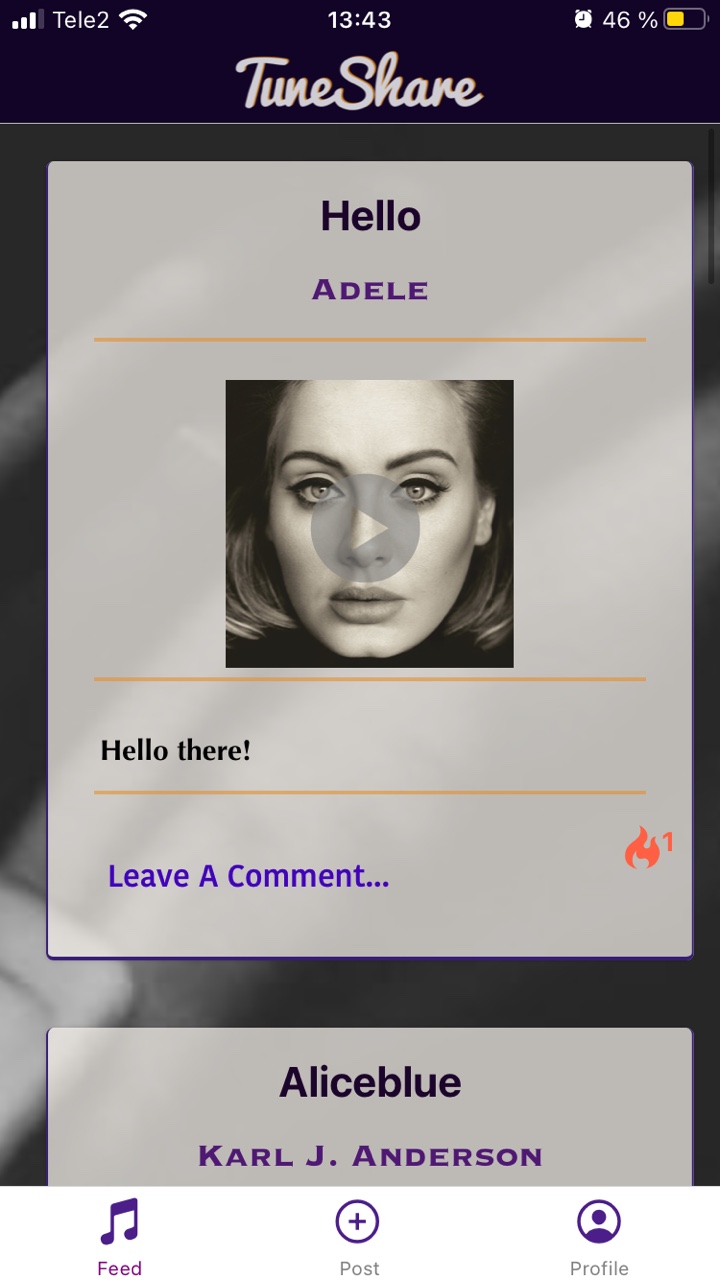 Tele2 13:43 46 %
TuneShare
Hello
ADELE
Hello there!
1
Leave A Comment...
Aliceblue
KARL J. ANDERSON
Feed Post Profile